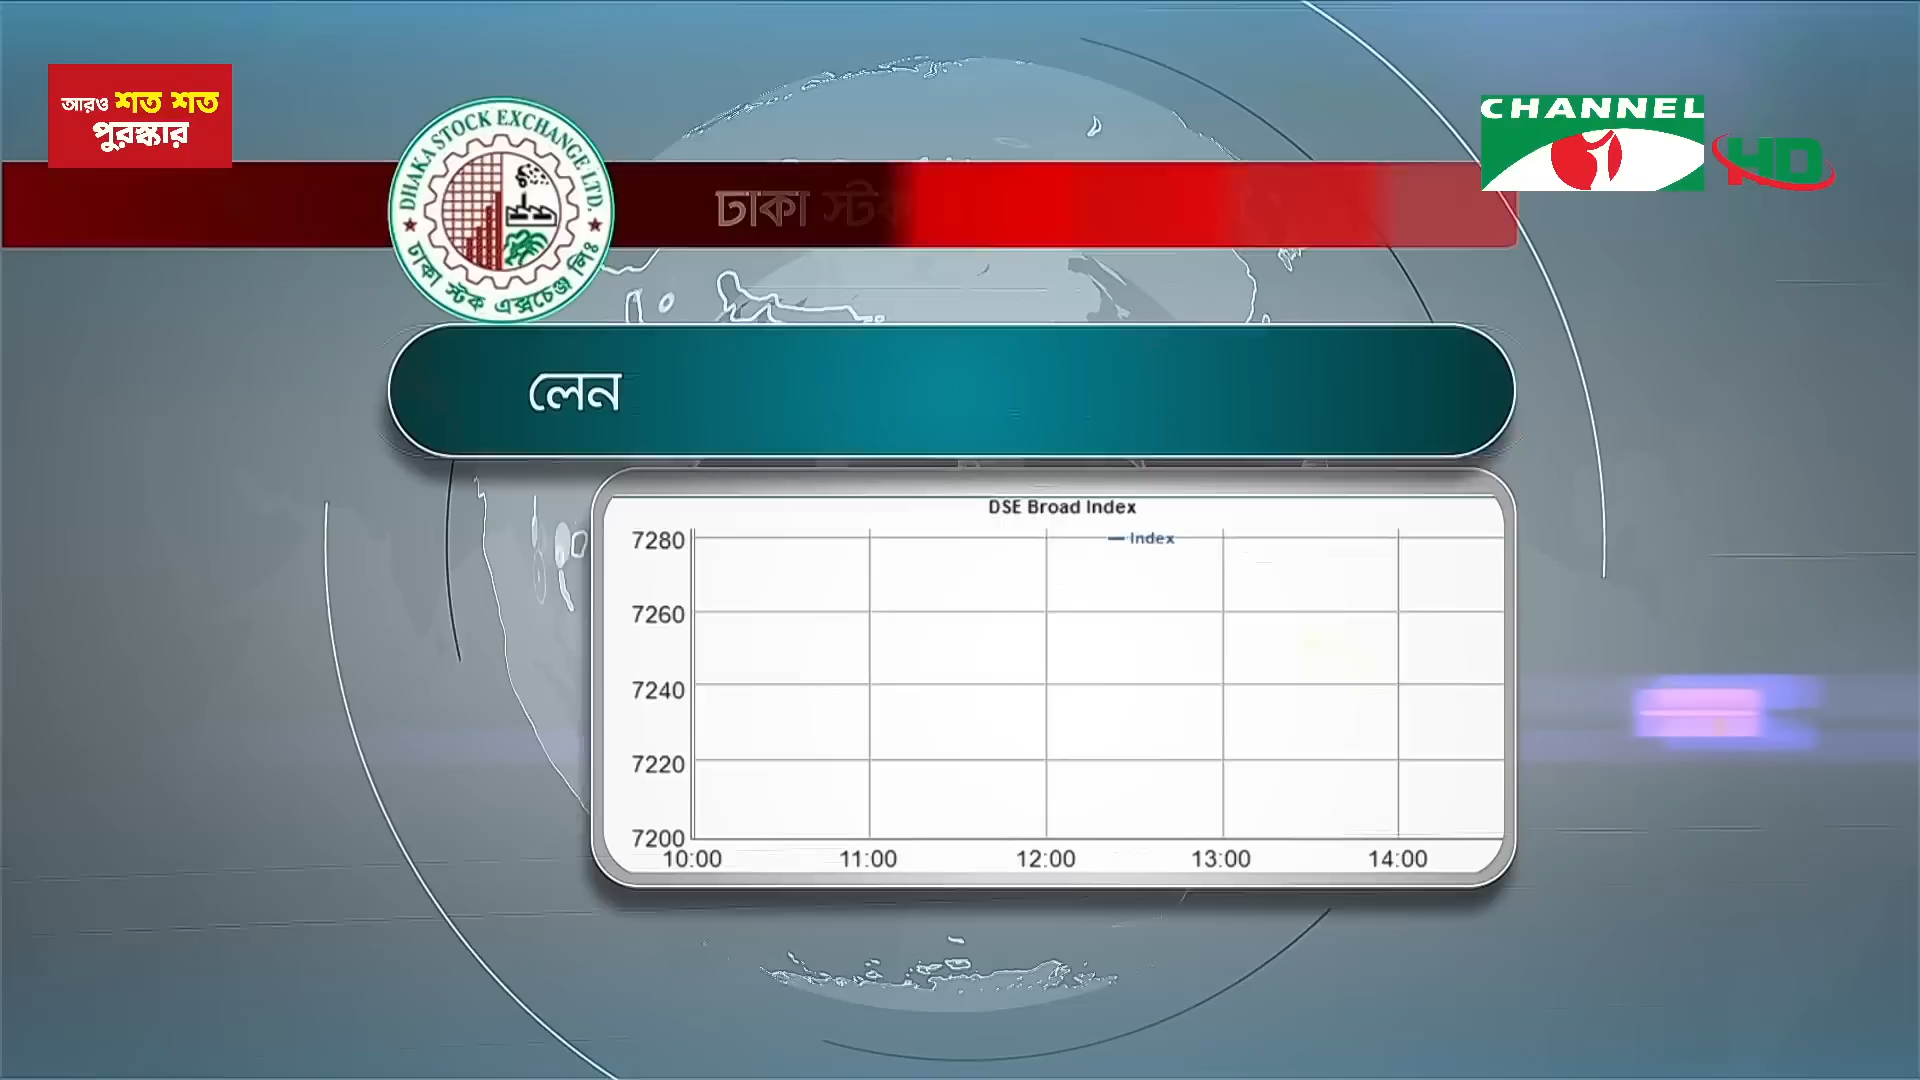 আরও শত শত
পুরস্কার
CHANNEL
HD
DHAKA STOCK EXCHANGE LTD.
ঢাকা স্টক এক্সচেঞ্জ লিঃ
ঢাকা স্টক
লেন
DSE Broad Index
Index
7280
7260
7240
7220
7200
10:00 11:00 12:00 13:00 14:00